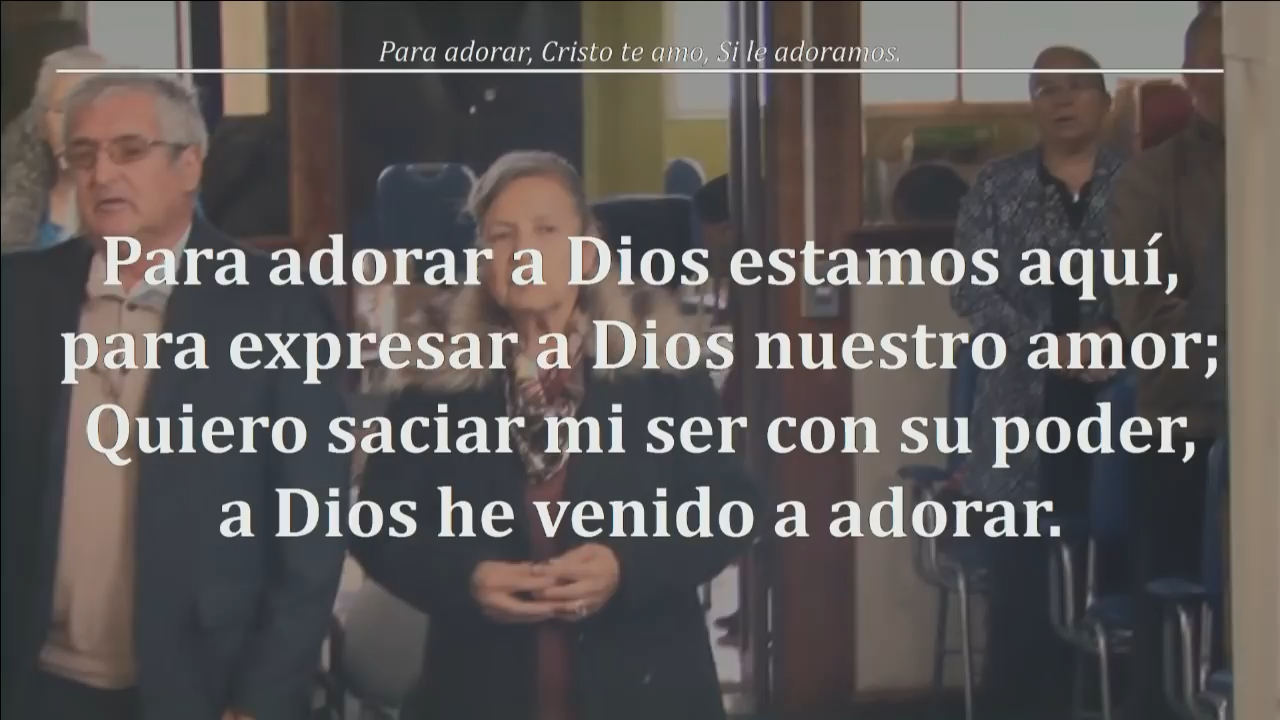 Para adorar, Cristo te amo, Si le adoramos.
Para adorar a Dios estamos aquí,
para expresar a Dios nuestro amor;
Quiero saciar mi ser con su poder,
a Dios he venido a adorar.